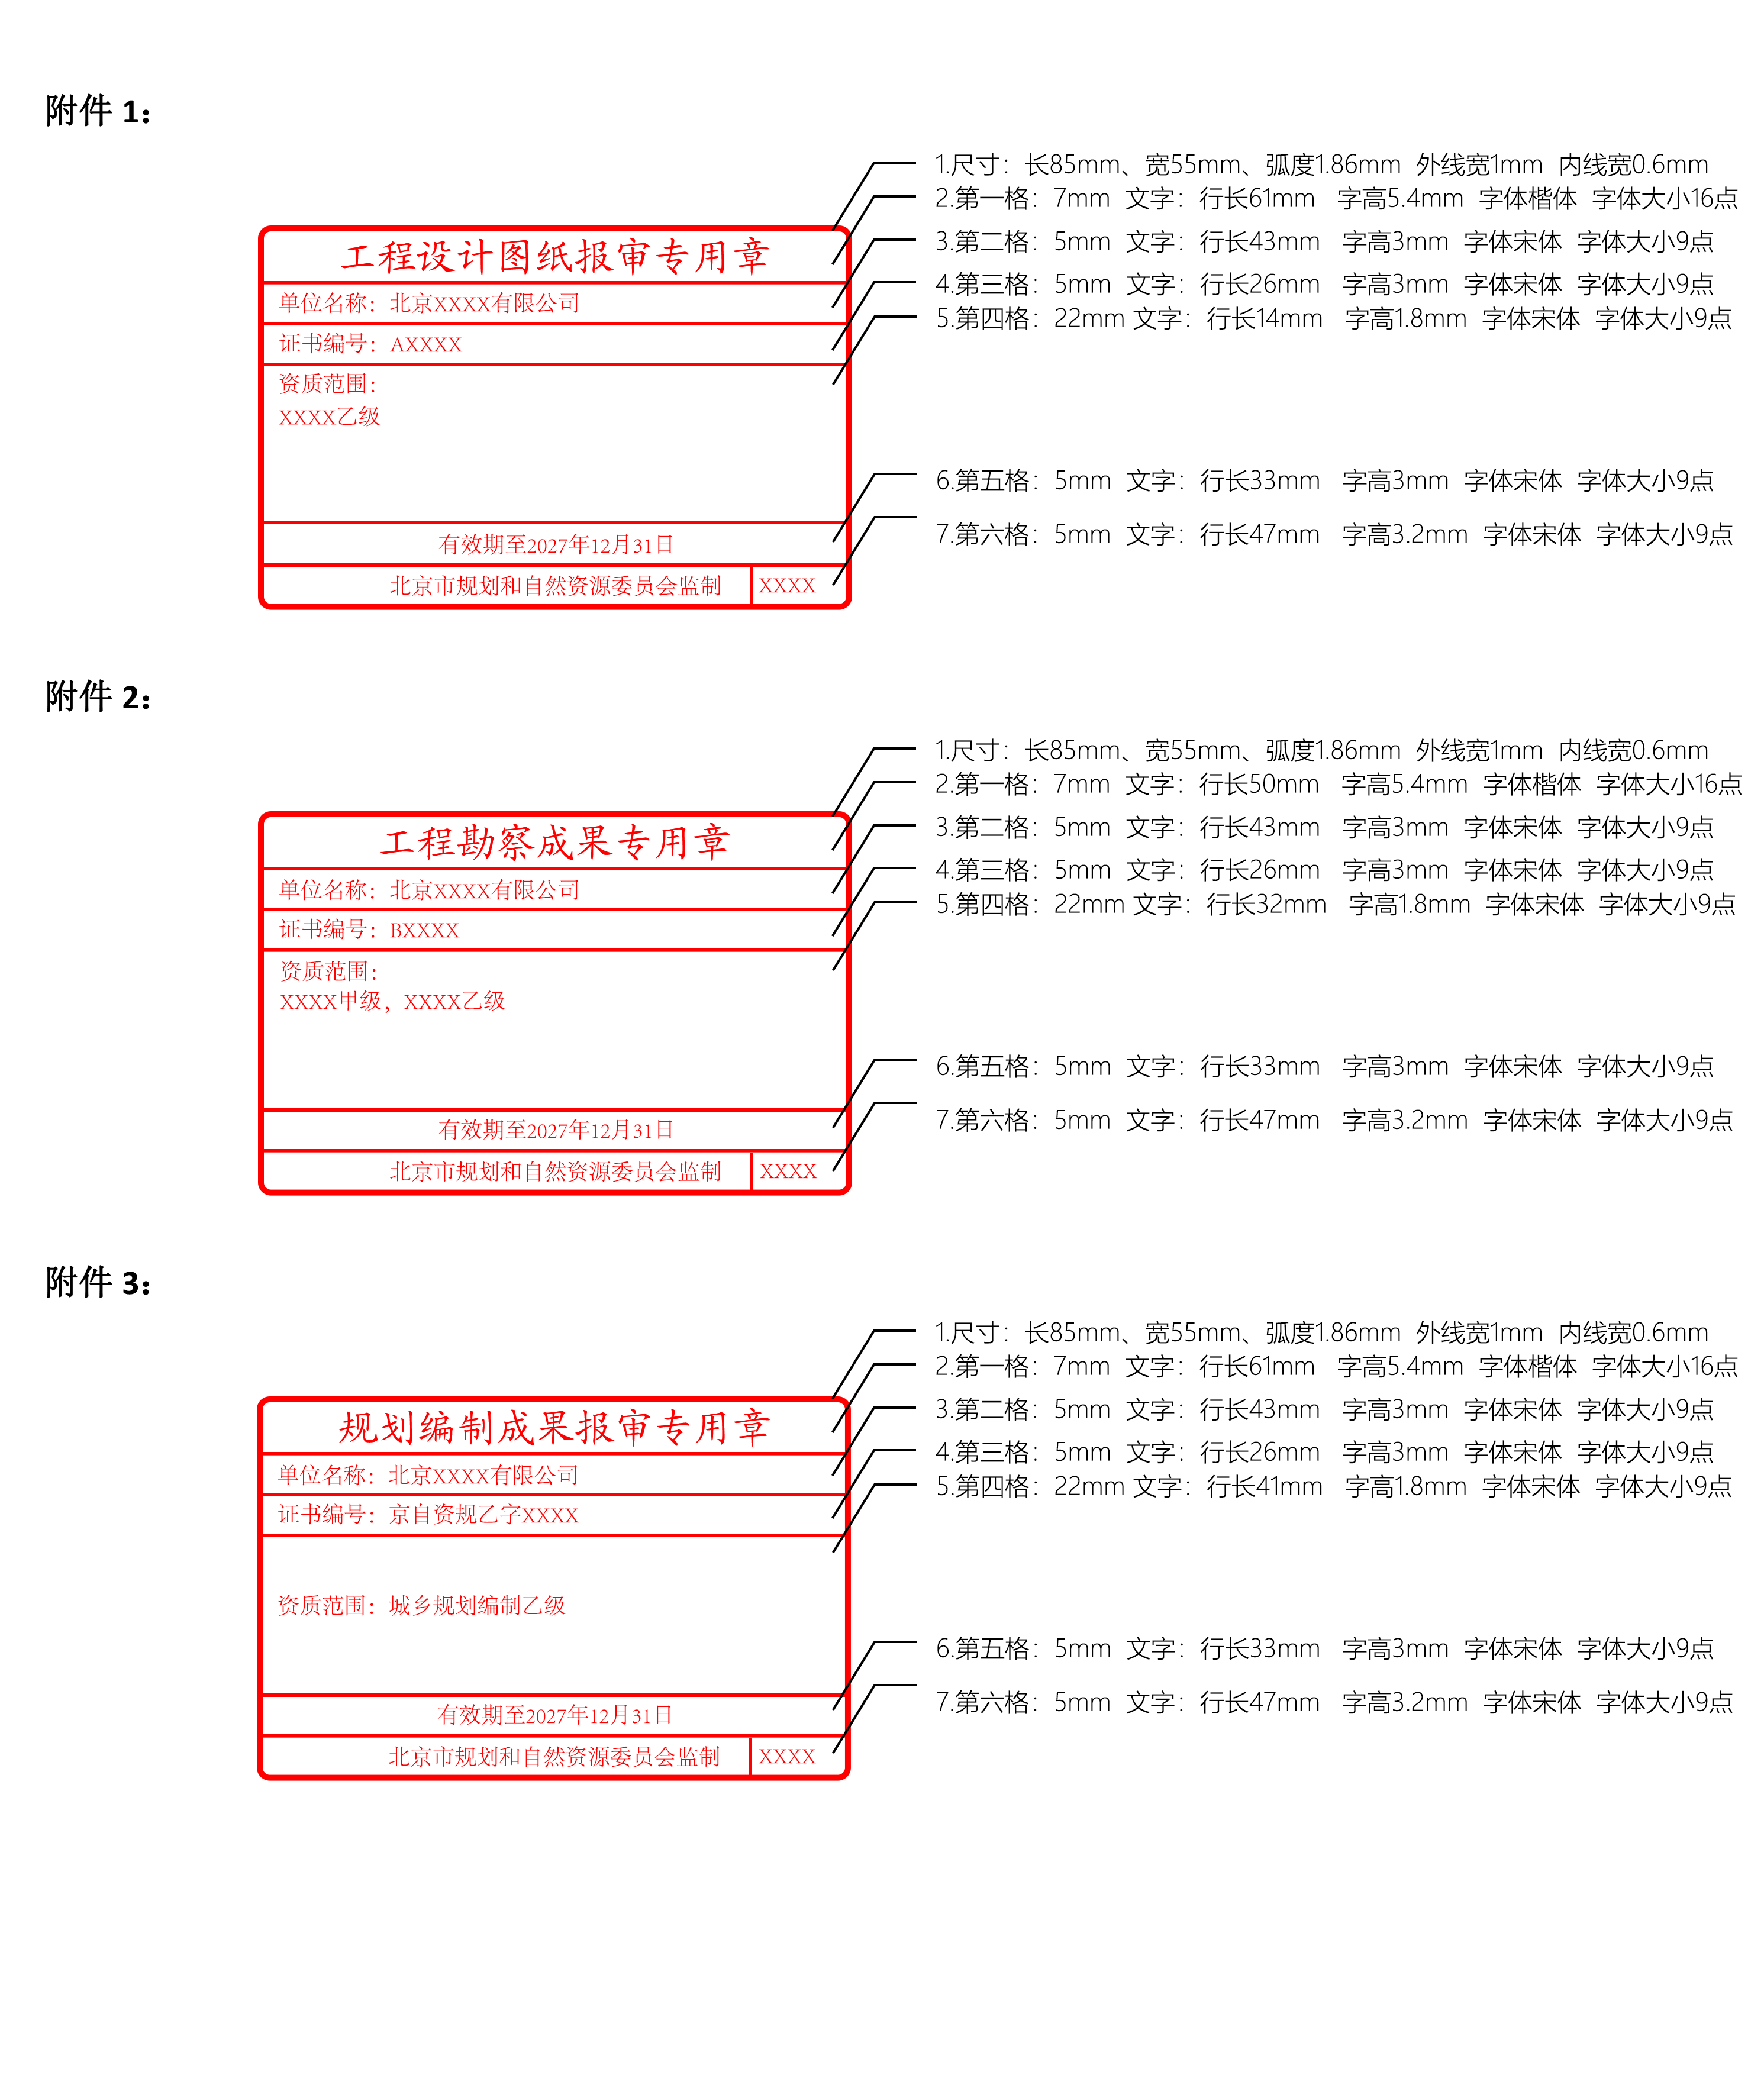 附件 1：
1.尺寸：长85mm、宽55mm、弧度1.86mm 外线宽1mm 内线宽0.6mm
2.第一格：7mm 文字：行长61mm 字高5.4mm 字体楷体 字体大小16点
3.第二格：5mm 文字：行长43mm 字高3mm 字体宋体 字体大小9点
4.第三格：5mm 文字：行长26mm 字高3mm 字体宋体 字体大小9点
5.第四格：22mm 文字：行长14mm 字高1.8mm 字体宋体 字体大小9点
6.第五格：5mm 文字：行长33mm 字高3mm 字体宋体 字体大小9点
7.第六格：5mm 文字：行长47mm 字高3.2mm 字体宋体 字体大小9点
工程设计图纸报审专用章
单位名称：北京XXXX有限公司
证书编号：AXXXX
资质范围：
XXXX乙级
有效期至2027年12月31日
北京市规划和自然资源委员会监制 XXXX
附件 2：
1.尺寸：长85mm、宽55mm、弧度1.86mm 外线宽1mm 内线宽0.6mm
2.第一格：7mm 文字：行长50mm 字高5.4mm 字体楷体 字体大小16点
3.第二格：5mm 文字：行长43mm 字高3mm 字体宋体 字体大小9点
4.第三格：5mm 文字：行长26mm 字高3mm 字体宋体 字体大小9点
5.第四格：22mm 文字：行长32mm 字高1.8mm 字体宋体 字体大小9点
6.第五格：5mm 文字：行长33mm 字高3mm 字体宋体 字体大小9点
7.第六格：5mm 文字：行长47mm 字高3.2mm 字体宋体 字体大小9点
工程勘察成果专用章
单位名称：北京XXXX有限公司
证书编号：BXXXX
资质范围：
XXXX甲级，XXXX乙级
有效期至2027年12月31日
北京市规划和自然资源委员会监制 XXXX
附件 3：
1.尺寸：长85mm、宽55mm、弧度1.86mm 外线宽1mm 内线宽0.6mm
2.第一格：7mm 文字：行长61mm 字高5.4mm 字体楷体 字体大小16点
3.第二格：5mm 文字：行长43mm 字高3mm 字体宋体 字体大小9点
4.第三格：5mm 文字：行长26mm 字高3mm 字体宋体 字体大小9点
5.第四格：22mm 文字：行长41mm 字高1.8mm 字体宋体 字体大小9点
6.第五格：5mm 文字：行长33mm 字高3mm 字体宋体 字体大小9点
7.第六格：5mm 文字：行长47mm 字高3.2mm 字体宋体 字体大小9点
规划编制成果报审专用章
单位名称：北京XXXX有限公司
证书编号：京自资规乙字XXXX
资质范围：城乡规划编制乙级
有效期至2027年12月31日
北京市规划和自然资源委员会监制 XXXX